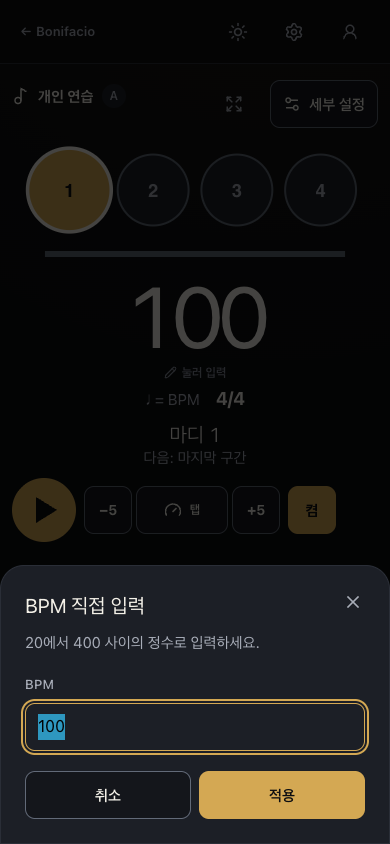 ← Bonifacio
개인 연습 A
세부 설정
1 2 3 4
100
눌러 입력
♩ = BPM 4/4
마디 1
다음: 마지막 구간
−5 탭 +5 켬
BPM 직접 입력
20에서 400 사이의 정수로 입력하세요.
BPM
100
취소 적용